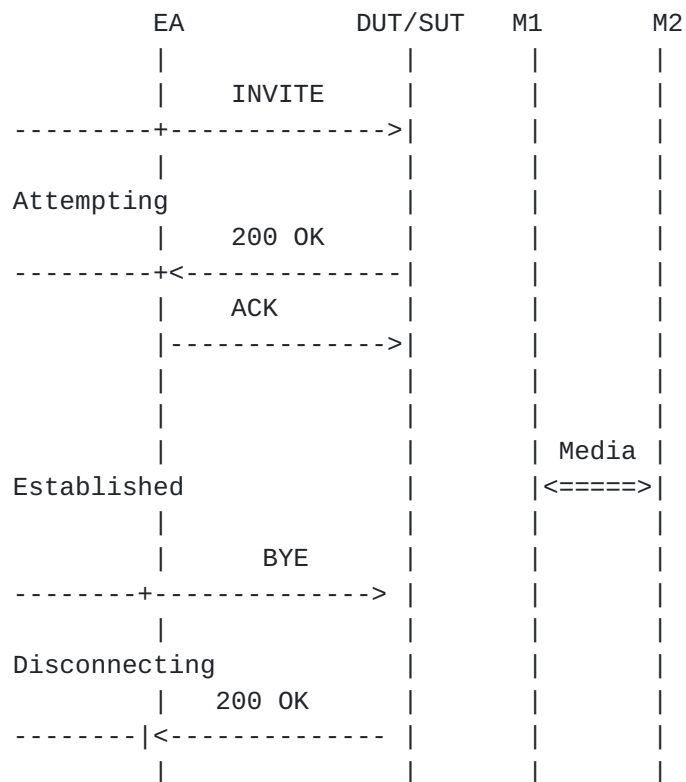 EA DUT/SUT M1 M2
INVITE
Attempting
200 OK
ACK
Media
Established
BYE
Disconnecting
200 OK